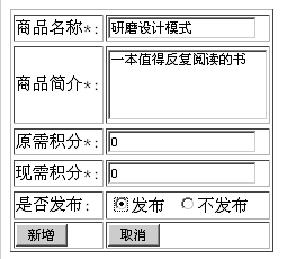 商品名称*: 研磨设计模式
商品简介*: 一本值得反复阅读的书
原需积分*: 0
现需积分*: 0
是否发布: 发布 不发布
新增 取消